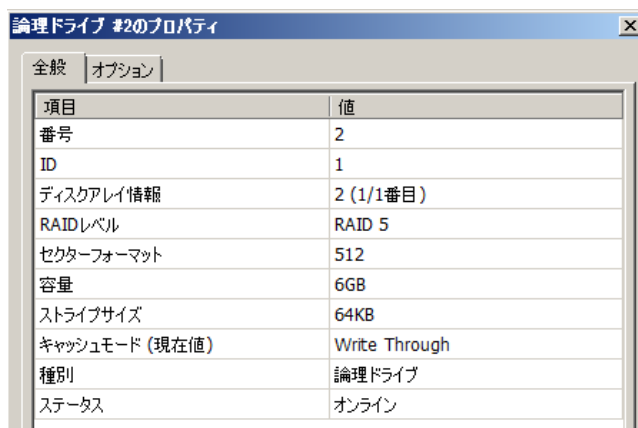 論理ドライブ #2のプロパティ
全般 オプション
項目 値
番号 2
ID 1
ディスクアレイ情報 2 (1/1番目)
RAIDレベル RAID 5
セクターフォーマット 512
容量 6GB
ストライプサイズ 64KB
キャッシュモード (現在値) Write Through
種別 論理ドライブ
ステータス オンライン